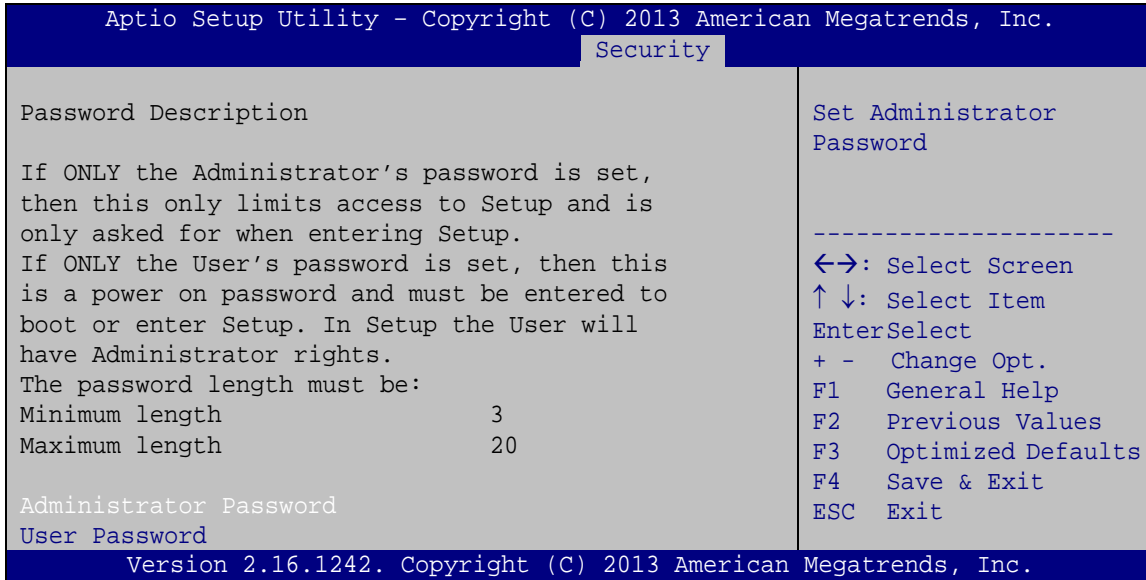 Aptio Setup Utility – Copyright (C) 2013 American Megatrends, Inc.
Security
Password Description
If ONLY the Administrator’s password is set,
then this only limits access to Setup and is
only asked for when entering Setup.
If ONLY the User’s password is set, then this
is a power on password and must be entered to
boot or enter Setup. In Setup the User will
have Administrator rights.
The password length must be:
Minimum length 3
Maximum length 20
Administrator Password
User Password
Set Administrator
Password
---------------------
←→: Select Screen
↑ ↓: Select Item
EnterSelect
+ - Change Opt.
F1 General Help
F2 Previous Values
F3 Optimized Defaults
F4 Save & Exit
ESC Exit
Version 2.16.1242. Copyright (C) 2013 American Megatrends, Inc.